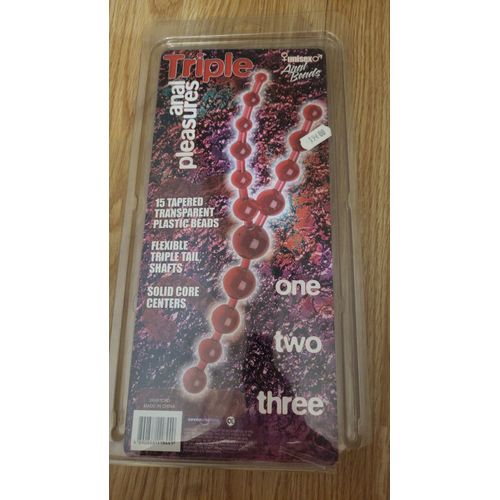 Triple
anal
pleasures
unisex
Anal
Beads
15 TAPERED
TRANSPARENT
PLASTIC BEADS
FLEXIBLE
TRIPLE TAIL
SHAFTS
SOLID CORE
CENTERS
one
two
three
MADE IN CHINA